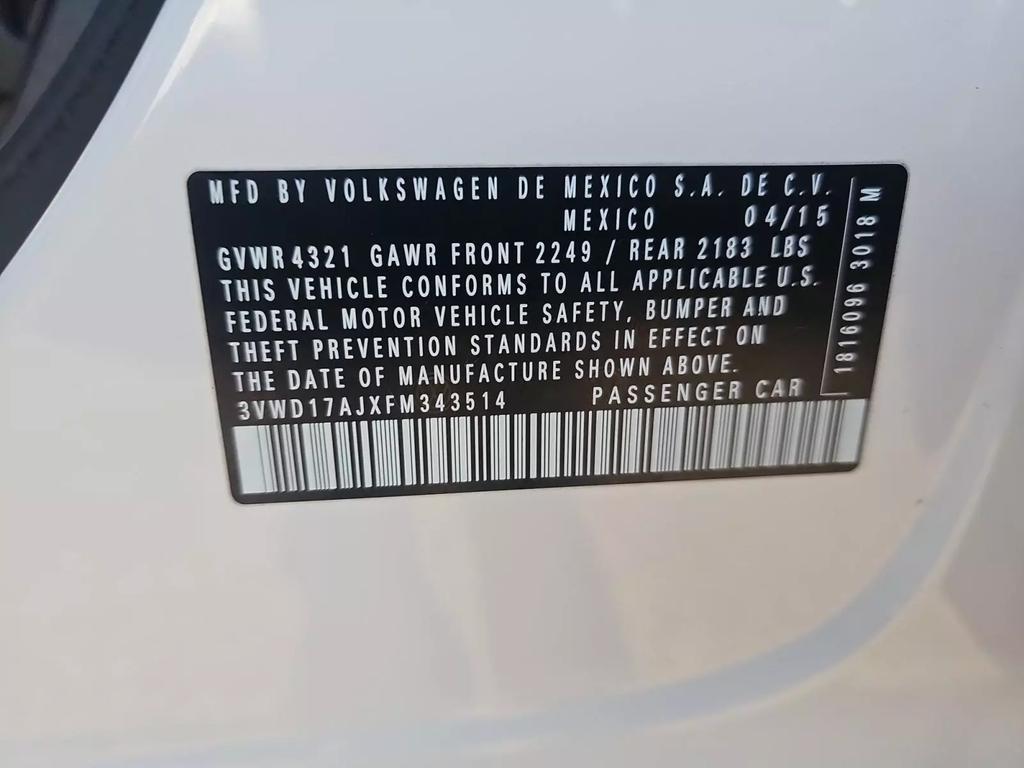 MFD BY VOLKSWAGEN DE MEXICO S.A. DE C.V.
MEXICO 04/15
GVWR 4321 GAWR FRONT 2249 / REAR 2183 LBS
THIS VEHICLE CONFORMS TO ALL APPLICABLE U.S.
FEDERAL MOTOR VEHICLE SAFETY, BUMPER AND
THEFT PREVENTION STANDARDS IN EFFECT ON
THE DATE OF MANUFACTURE SHOWN ABOVE.
3VWD17AJXFM343514 PASSENGER CAR
1816096 3018 M